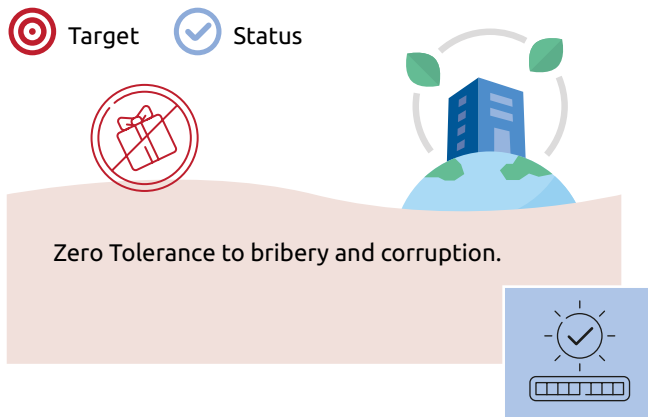 Target
Status
Zero Tolerance to bribery and corruption.